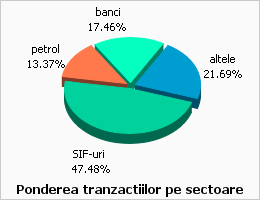 banci
17.46%
petrol
13.37%
altele
21.69%
SIF-uri
47.48%
Ponderea tranzactiilor pe sectoare